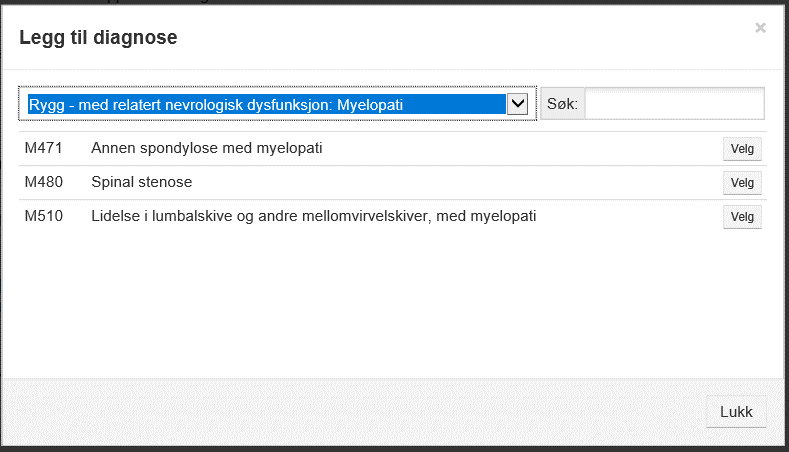 Legg til diagnose
×
Rygg - med relatert nevrologisk dysfunksjon: Myelopati Søk:
M471 Annen spondylose med myelopati Velg
M480 Spinal stenose Velg
M510 Lidelse i lumbalskive og andre mellomvirvelskiver, med myelopati Velg
Lukk